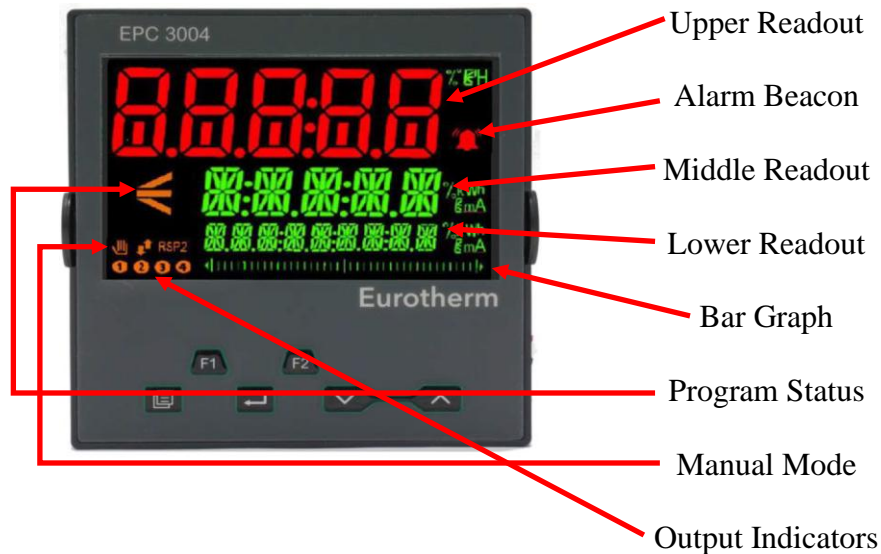 EPC 3004
Upper Readout
Alarm Beacon
Middle Readout
Lower Readout
RSP2
① ② ③ ④
Bar Graph
Eurotherm
F1 F2
Program Status
Manual Mode
Output Indicators